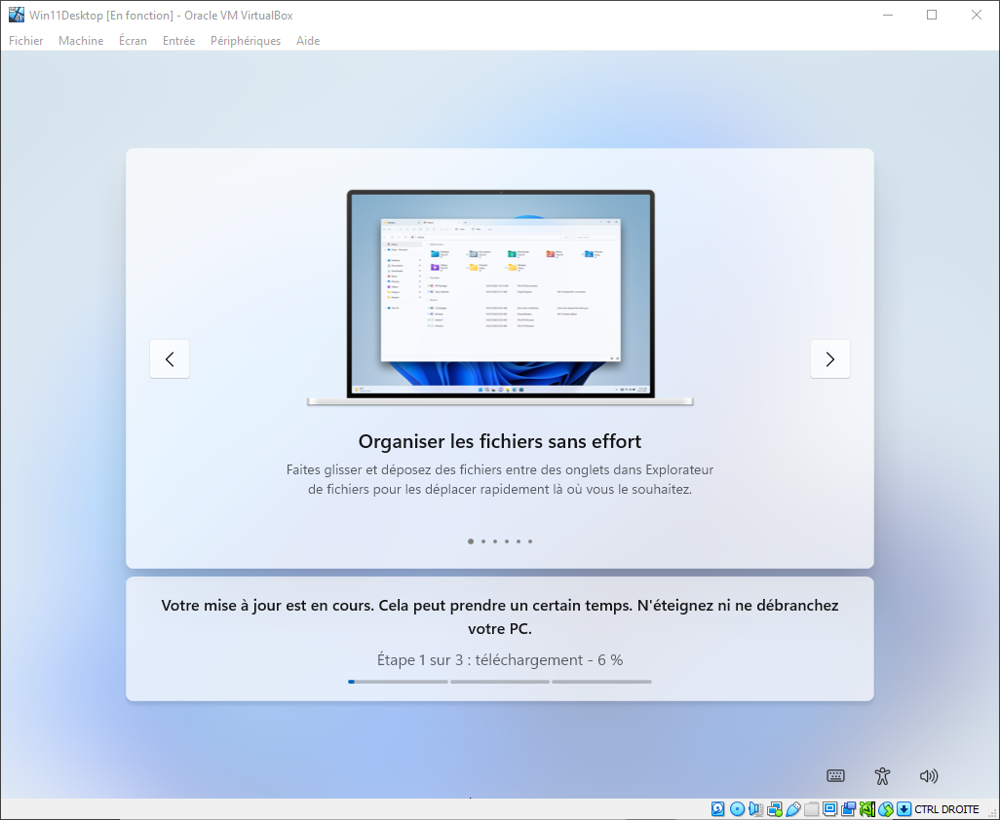 Win11Desktop [En fonction] - Oracle VM VirtualBox
Fichier Machine Écran Entrée Périphériques Aide
Organiser les fichiers sans effort
Faites glisser et déposez des fichiers entre des onglets dans Explorateur
de fichiers pour les déplacer rapidement là où vous le souhaitez.
Votre mise à jour est en cours. Cela peut prendre un certain temps. N'éteignez ni ne débranchez
votre PC.
Étape 1 sur 3 : téléchargement - 6 %
CTRL DROITE